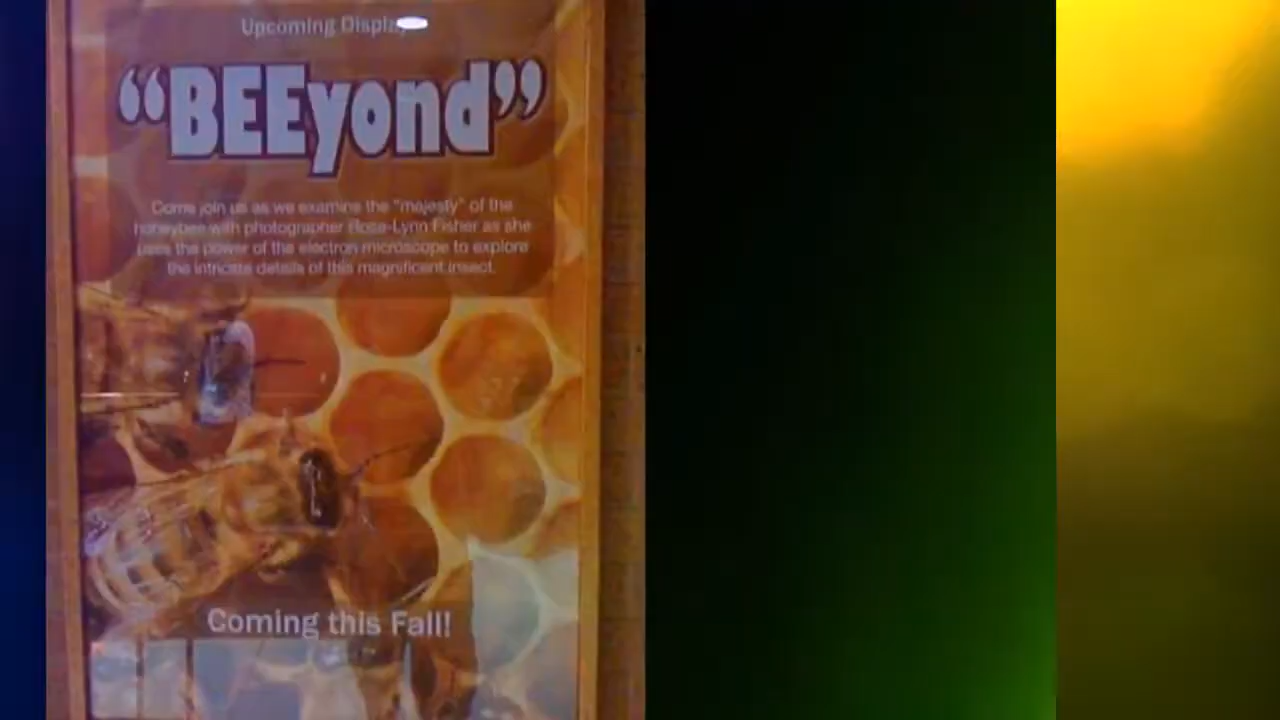 Upcoming Display
“BEEyond”
Come join us as we examine the "majesty" of the
honeybee with photographer Rose-Lynn Fisher as she
uses the power of the electron microscope to explore
the intricate details of this magnificent insect.
Coming this Fall!